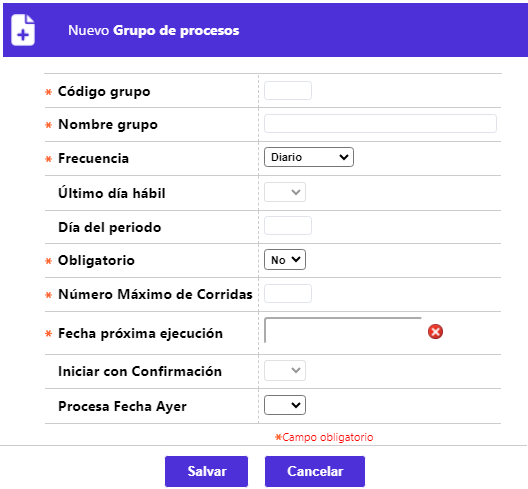 Nuevo Grupo de procesos
* Código grupo
* Nombre grupo
* Frecuencia Diario
Último día hábil
Día del periodo
* Obligatorio No
* Número Máximo de Corridas
* Fecha próxima ejecución
Iniciar con Confirmación
Procesa Fecha Ayer
*Campo obligatorio
Salvar Cancelar